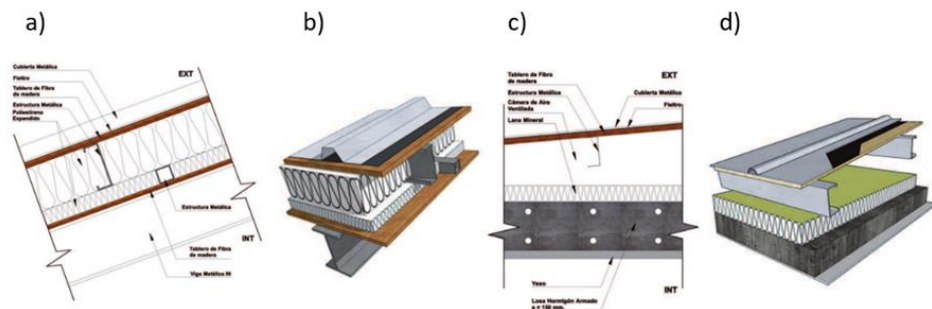 a)
b)
c)
d)
Cubierta Metálica
Fieltro
Tablero de Fibra
de madera
Estructura Metálica
Poliestireno
Expandido
EXT
Estructura Metálica
INT
Tablero de Fibra
de madera
Viga Metálica IN
Tablero de Fibra
de madera
Estructura Metálica
Cámara de Aire
Ventilada
Lana Mineral
EXT
Cubierta Metálica
Fieltro
Yeso
INT
Losa Hormigón Armado
e = 150 mm.